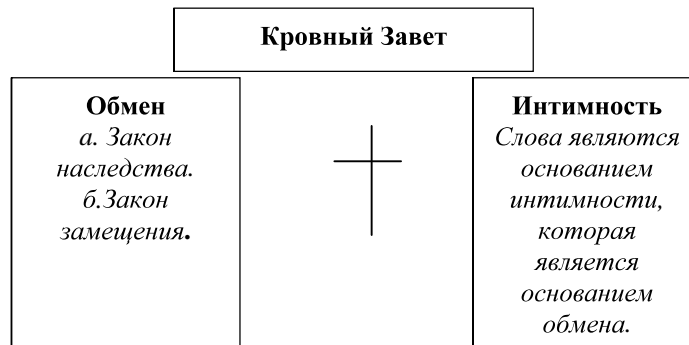 Кровный Завет
Обмен
а. Закон
наследства.
б.Закон
замещения.
Интимность
Слова являются
основанием
интимности,
которая
является
основанием
обмена.